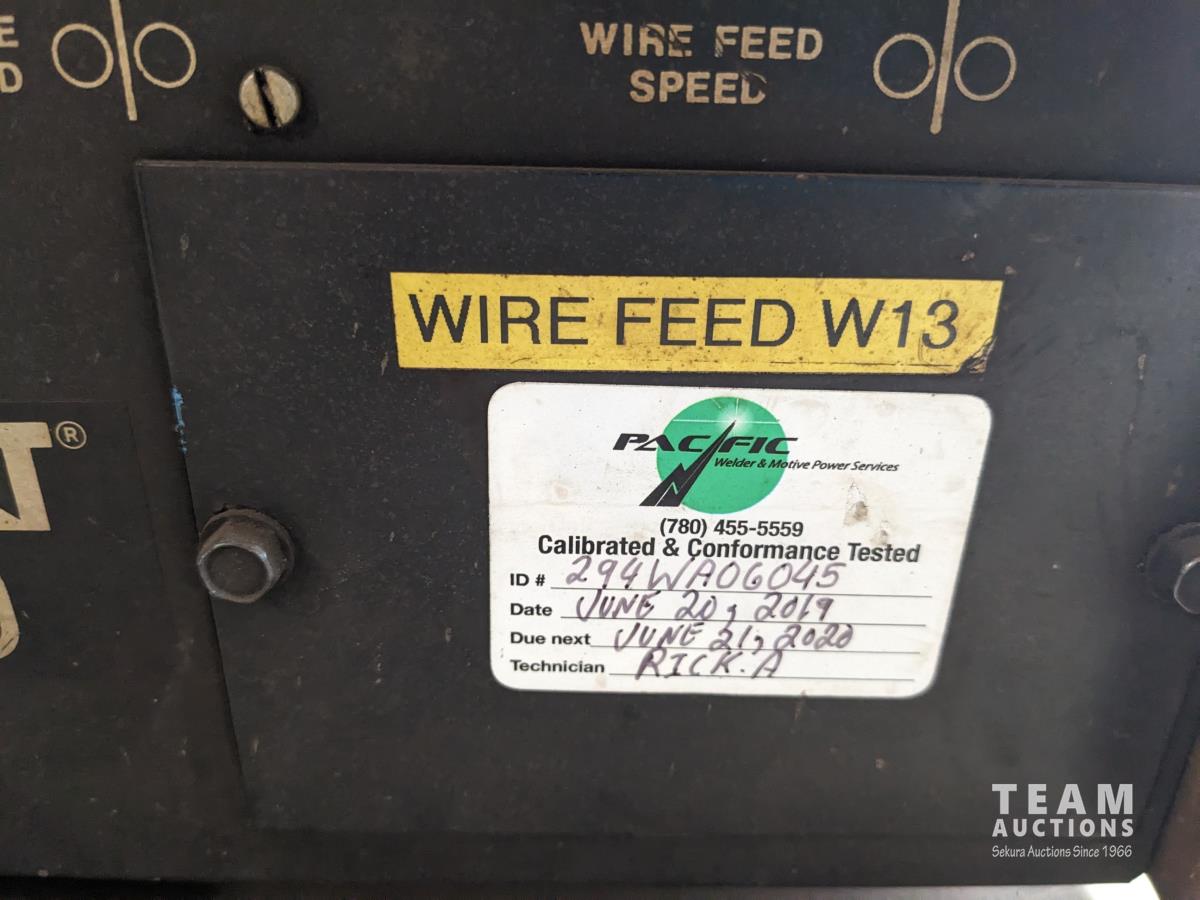 WIRE FEED
SPEED
WIRE FEED W13
PACIFIC
Welder & Motive Power Services
(780) 455-5559
Calibrated & Conformance Tested
ID # 294WA06045
Date JUNE 20, 2019
Due next JUNE 21, 2020
Technician RICK.A
®
TEAM
AUCTIONS
Sekura Auctions Since 1966